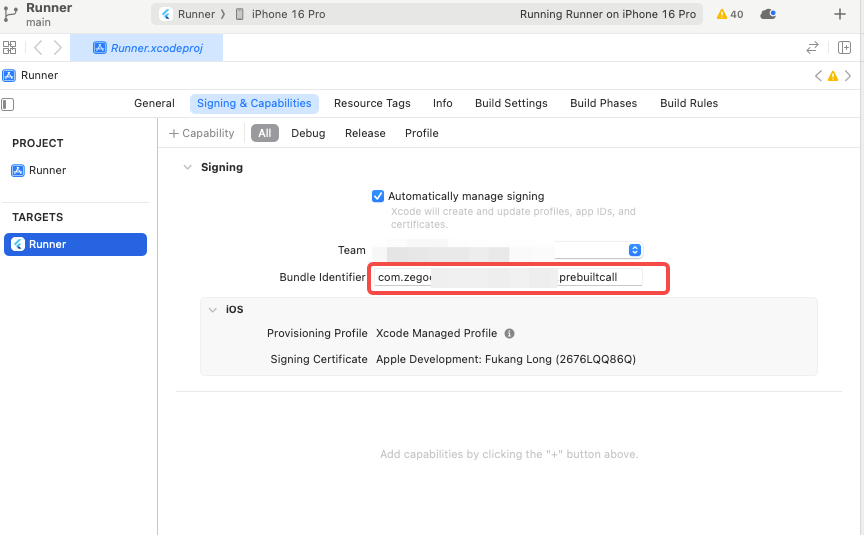 Runner
main
Runner 〉 iPhone 16 Pro
Running Runner on iPhone 16 Pro
40
Runner.xcodeproj
Runner
General Signing & Capabilities Resource Tags Info Build Settings Build Phases Build Rules
PROJECT
Runner
TARGETS
Runner
+ Capability All Debug Release Profile
Signing
Automatically manage signing
Xcode will create and update profiles, app IDs, and
certificates.
Team
Bundle Identifier com.zego prebuiltcall
iOS
Provisioning Profile Xcode Managed Profile
Signing Certificate Apple Development: Fukang Long (2676LQQ86Q)
Add capabilities by clicking the "+" button above.